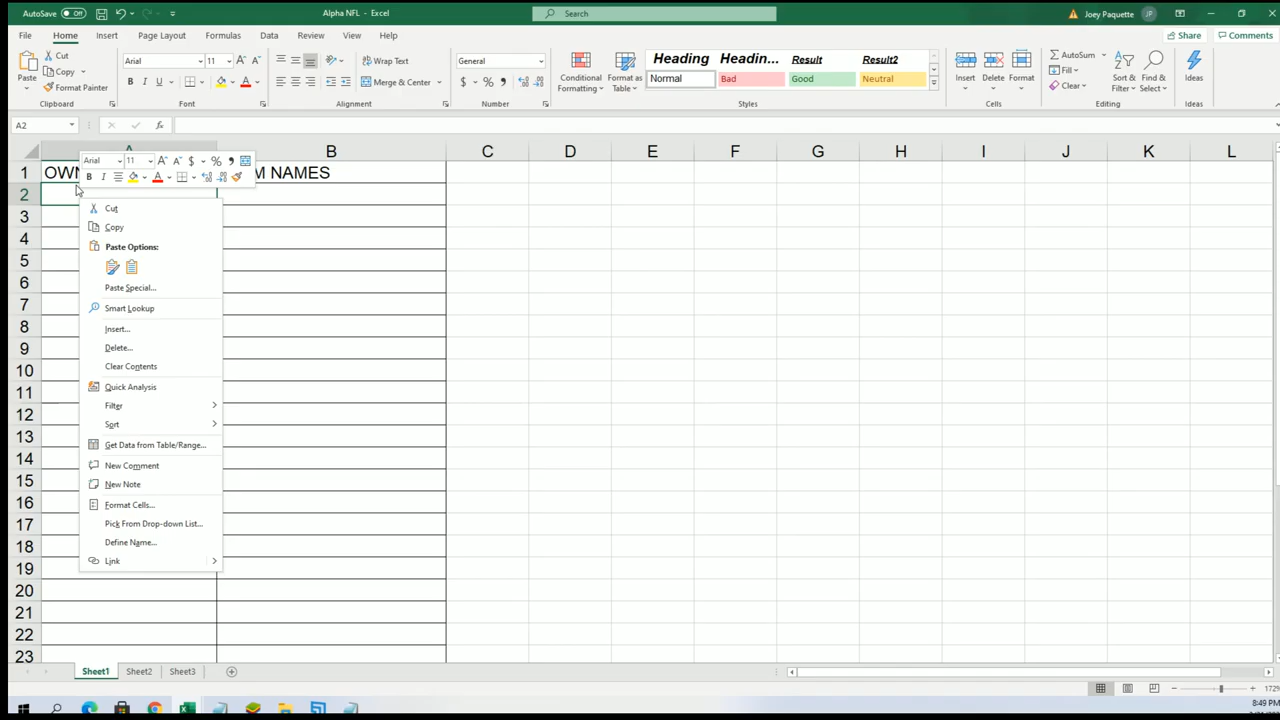 AutoSave Off Alpha NFL - Excel Search Joey Paquette JP
File Home Insert Page Layout Formulas Data Review View Help Share Comments
Paste Cut Copy Format Painter Clipboard
Arial 11 A A B I U A Font
Wrap Text Merge & Center Alignment
General $ % , Number
Conditional Formatting Format as Table
Heading Headin... Result Result2
Normal Bad Good Neutral
Styles
Insert Delete Format Cells
AutoSum Fill Clear Sort & Filter Find & Select Editing
Ideas Ideas
A2 fx
Arial 11 A A $ % ,
B I A
A B C D E F G H I J K L
1 OWN M NAMES
2
3
4
5
6
7
8
9
10
11
12
13
14
15
16
17
18
19
20
21
22
23
Cut
Copy
Paste Options:
Paste Special...
Smart Lookup
Insert...
Delete...
Clear Contents
Quick Analysis
Filter
Sort
Get Data from Table/Range...
New Comment
New Note
Format Cells...
Pick From Drop-down List...
Define Name...
Link
Sheet1 Sheet2 Sheet3
8:49 PM